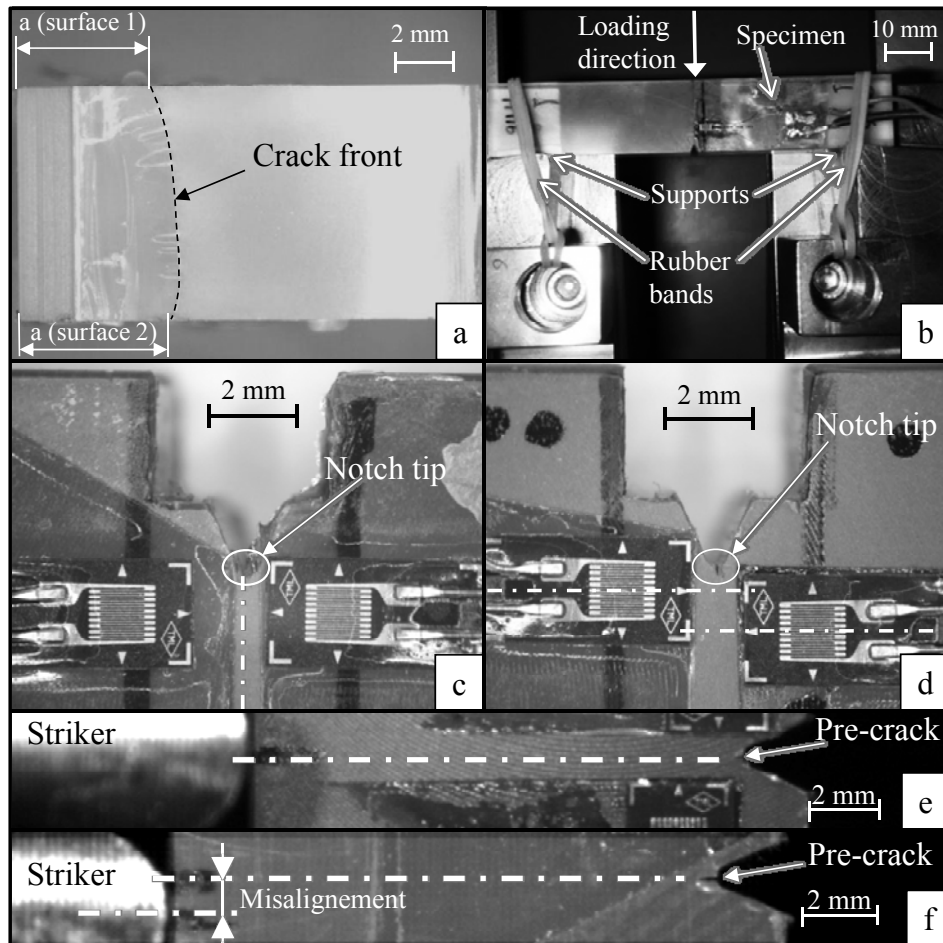 a (surface 1)
2 mm
Crack front
a (surface 2)
a
Loading
direction
Specimen
10 mm
Supports
Rubber
bands
b
2 mm
Notch tip
c
2 mm
Notch tip
d
Striker
Pre-crack
2 mm
e
Striker
Misalignement
Pre-crack
2 mm
f